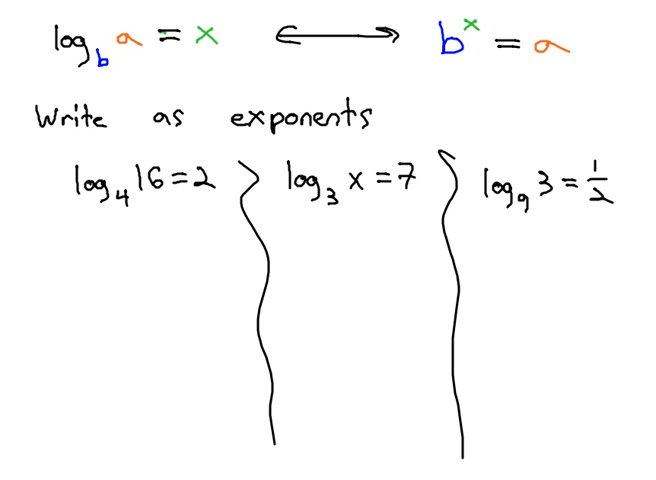 log_b a = x ⟷ b^x = a
Write as exponents
log_4 16 = 2 log_3 x = 7 log_9 3 = 1/2